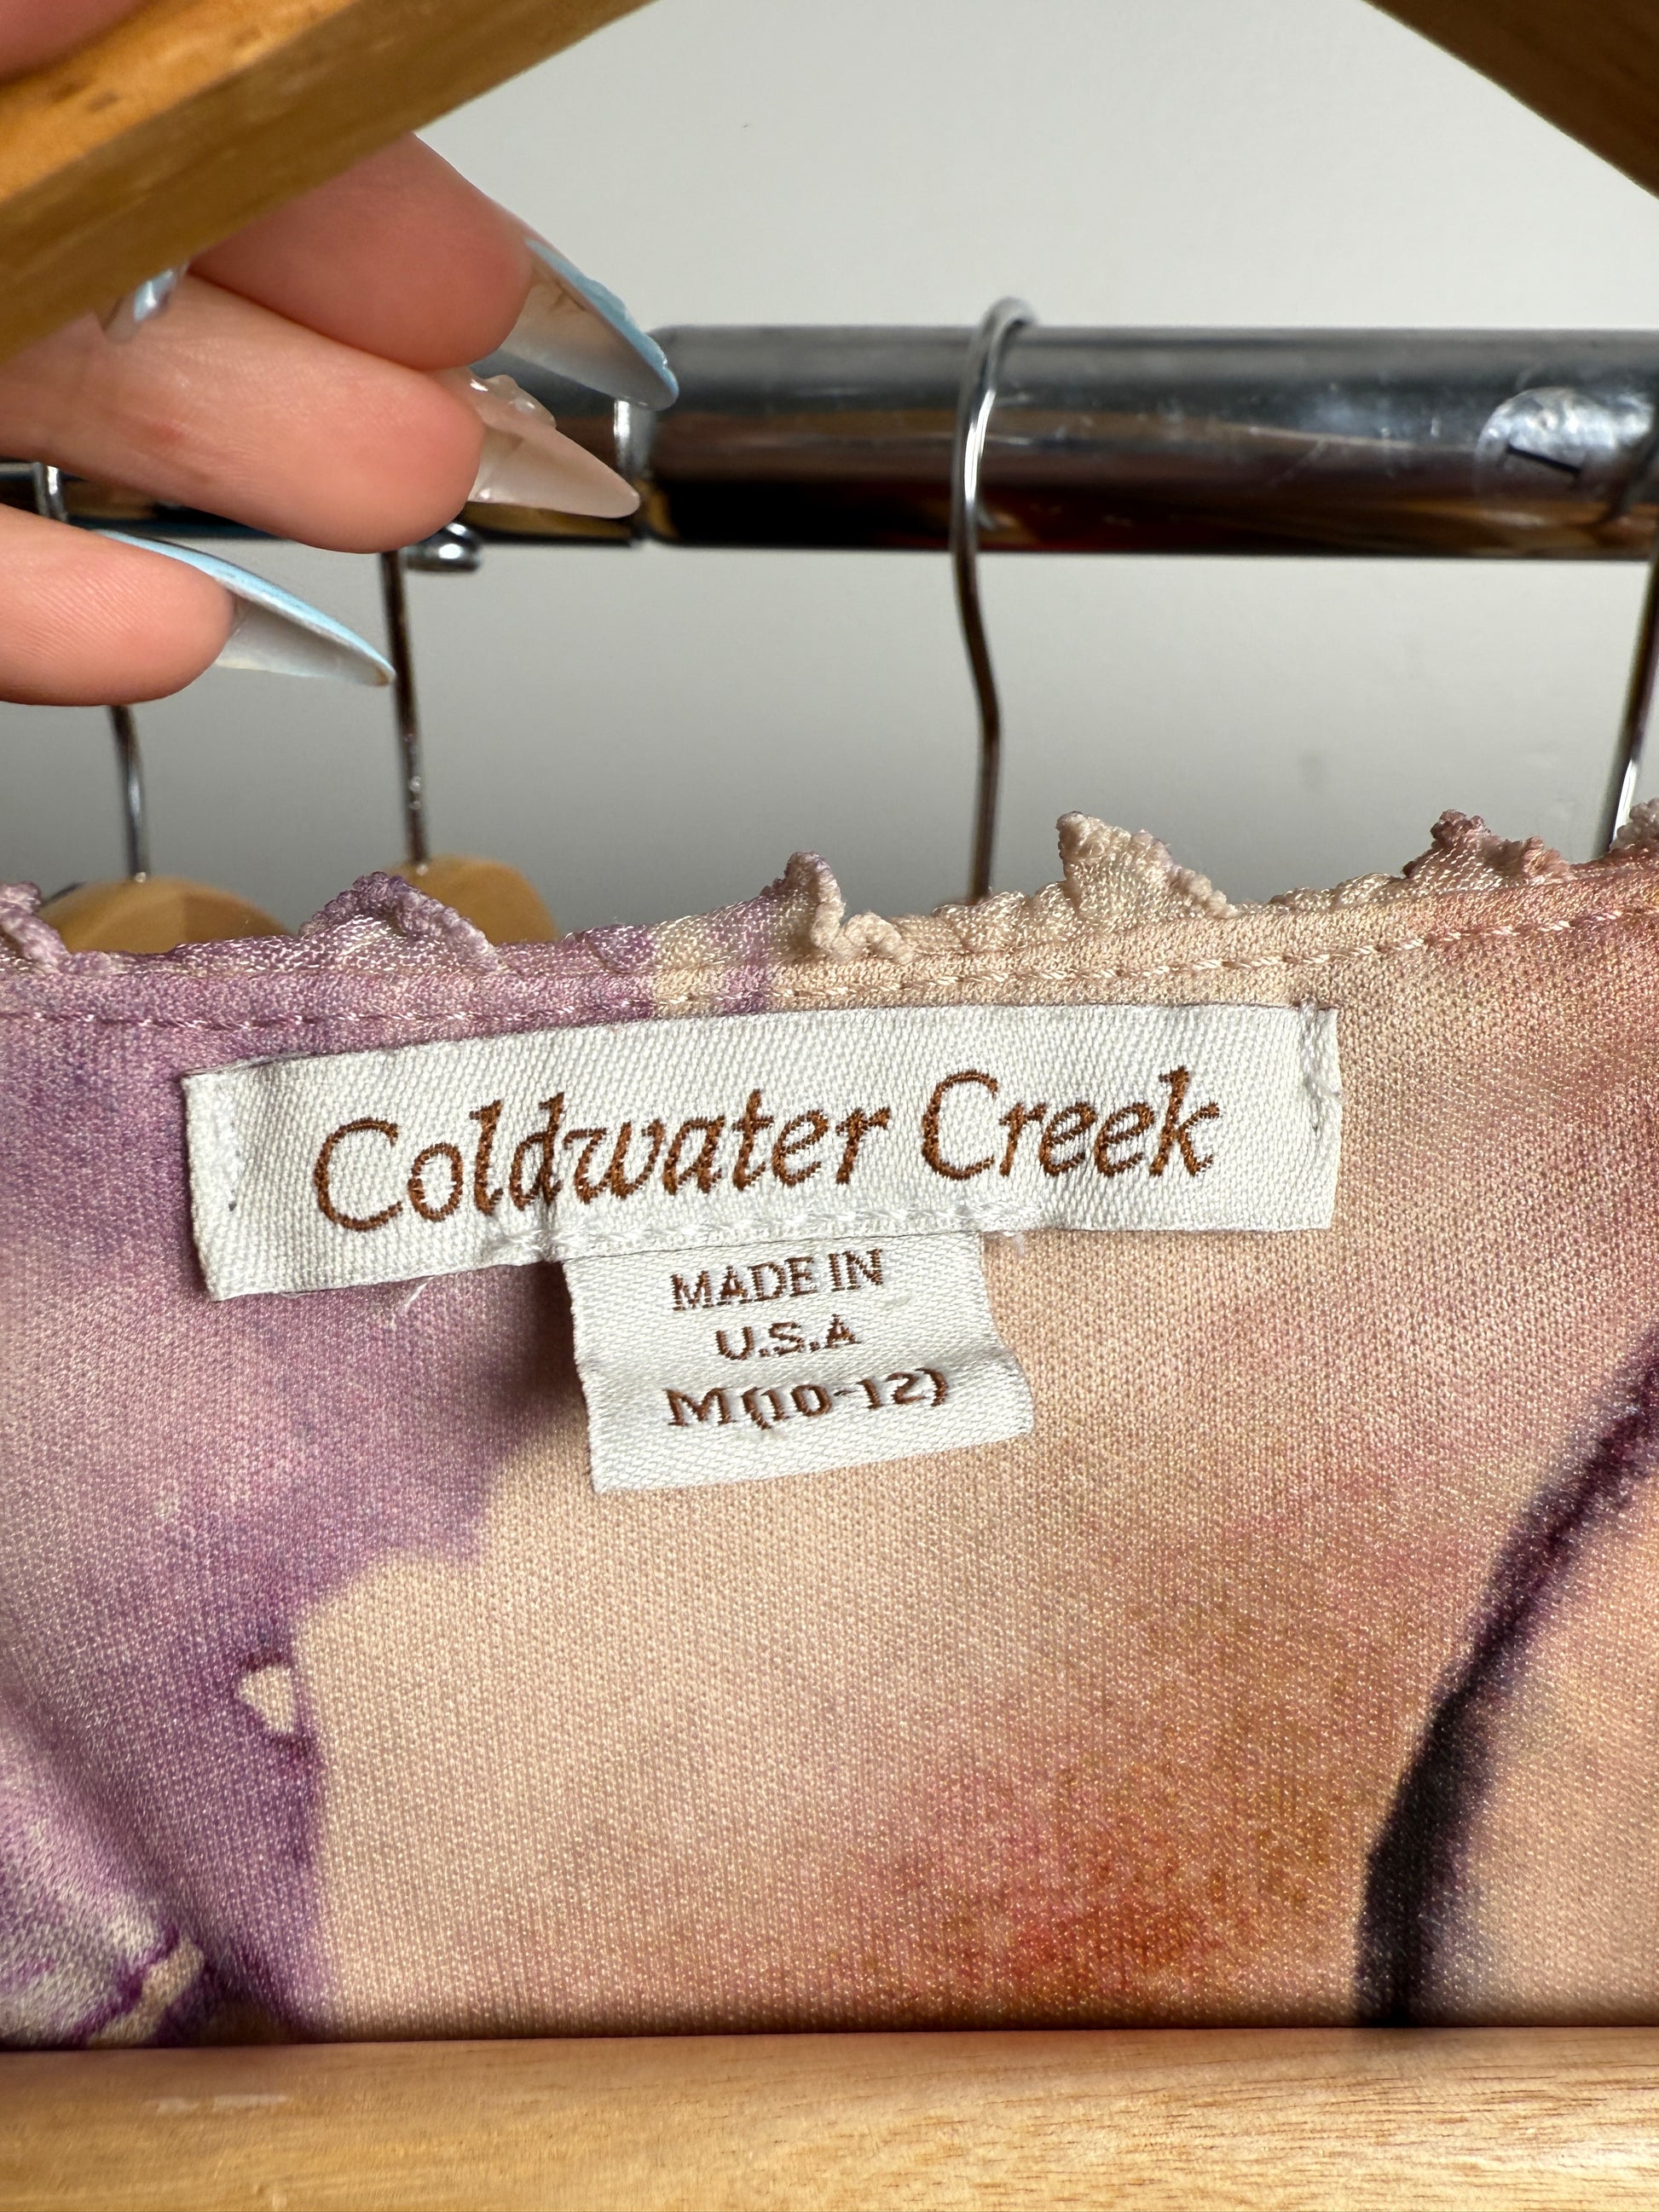 Coldwater Creek
MADE IN
U.S.A
M(10-12)